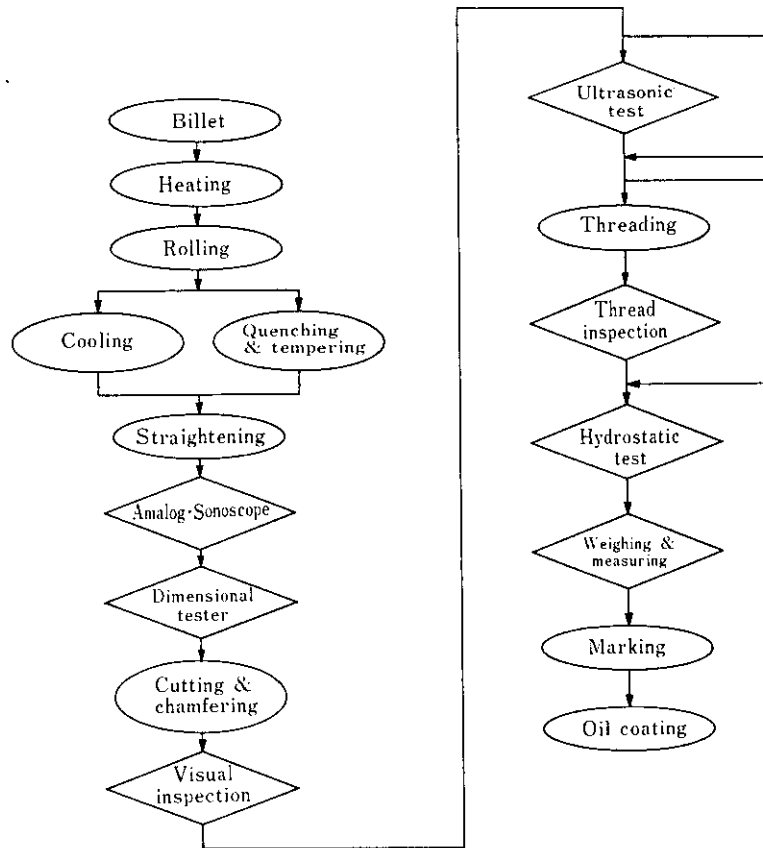 Billet
Heating
Rolling
Cooling
Quenching
& tempering
Straightening
Amalog·Sonoscope
Dimensional
tester
Cutting &
chamfering
Visual
inspection
Ultrasonic
test
Threading
Thread
inspection
Hydrostatic
test
Weighing &
measuring
Marking
Oil coating